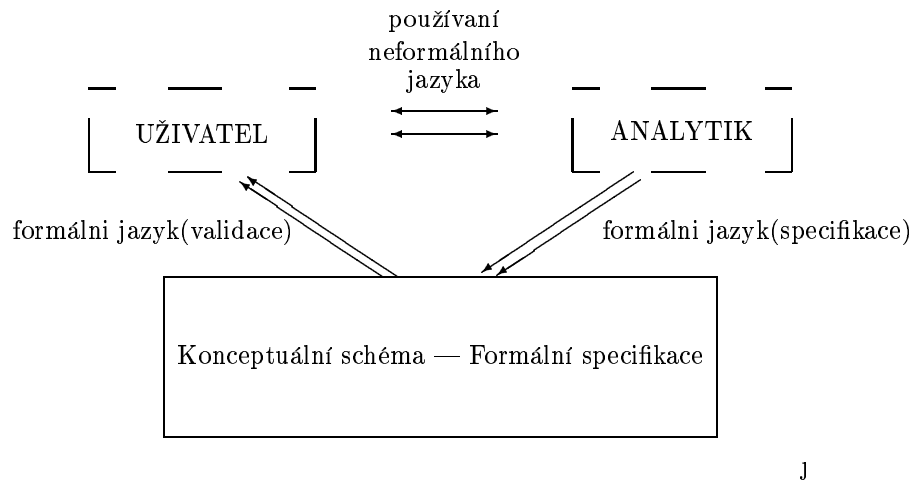 používaní
neformálního
jazyka
UŽIVATEL
ANALYTIK
formálni jazyk(validace)
formálni jazyk(specifikace)
Konceptuální schéma — Formální specifikace
J